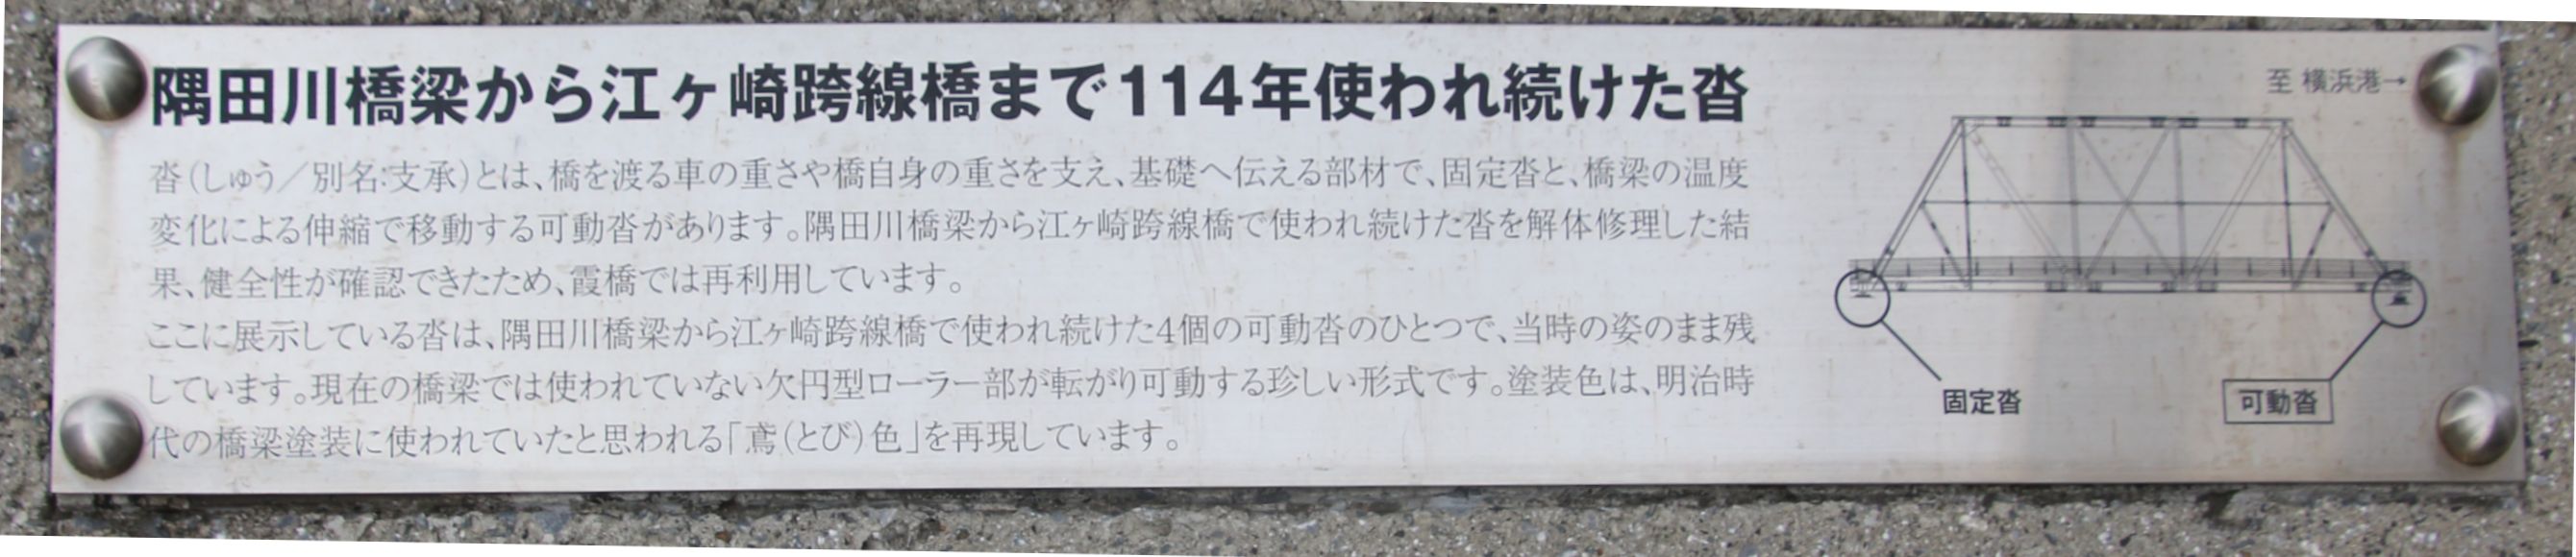 隅田川橋梁から江ヶ崎跨線橋まで114年使われ続けた沓
沓(しゅう／別名:支承)とは、橋を渡る車の重さや橋自身の重さを支え、基礎へ伝える部材で、固定沓と、橋梁の温度
変化による伸縮で移動する可動沓があります。隅田川橋梁から江ヶ崎跨線橋で使われ続けた沓を解体修理した結
果、健全性が確認できたため、霞橋では再利用しています。
ここに展示している沓は、隅田川橋梁から江ヶ崎跨線橋で使われ続けた4個の可動沓のひとつで、当時の姿のまま残
しています。現在の橋梁では使われていない欠円型ローラー部が転がり可動する珍しい形式です。塗装色は、明治時
代の橋梁塗装に使われていたと思われる「鳶(とび)色」を再現しています。
至 横浜港→
固定沓
可動沓